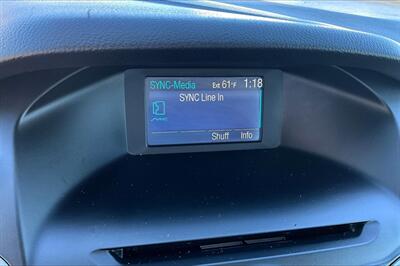 SYNC-Media Ext 61°F 1:18
SYNC Line In
Shuff Info